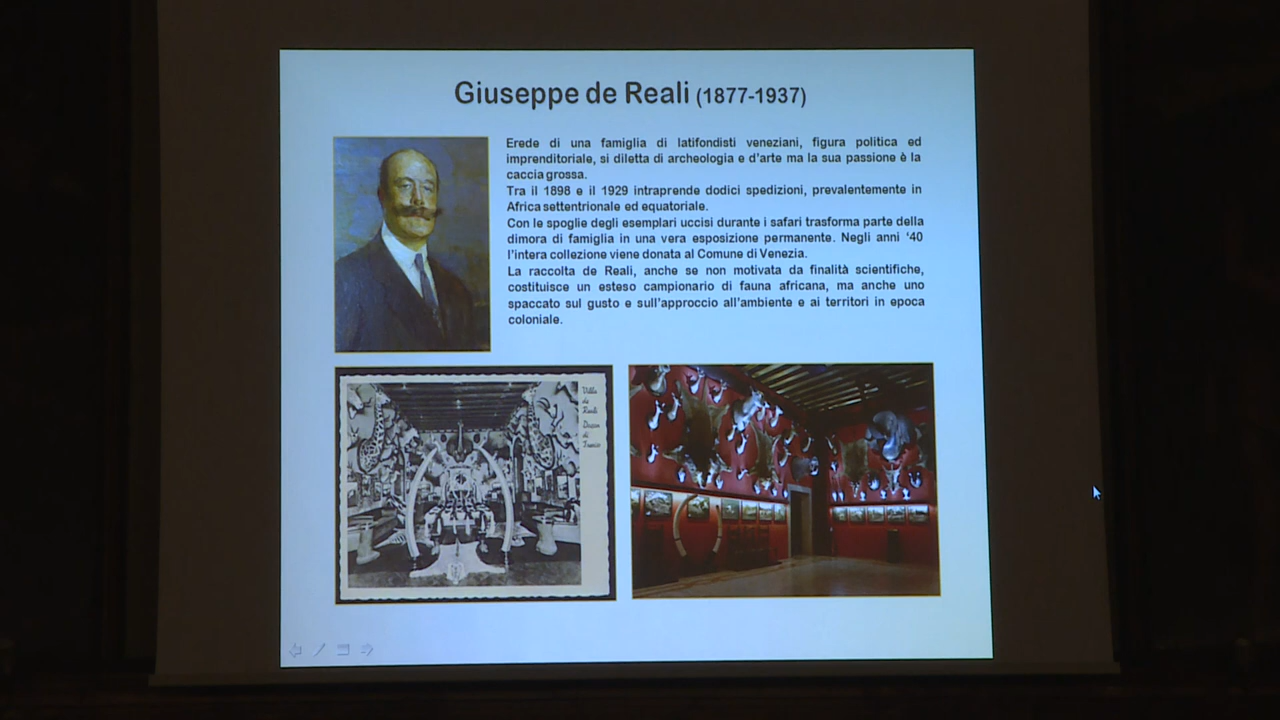 Giuseppe de Reali (1877-1937)
Erede di una famiglia di latifondisti veneziani, figura politica ed
imprenditoriale, si diletta di archeologia e d'arte ma la sua passione è la
caccia grossa.
Tra il 1898 e il 1929 intraprende dodici spedizioni, prevalentemente in
Africa settentrionale ed equatoriale.
Con le spoglie degli esemplari uccisi durante i safari trasforma parte della
dimora di famiglia in una vera esposizione permanente. Negli anni ‘40
l'intera collezione viene donata al Comune di Venezia.
La raccolta de Reali, anche se non motivata da finalità scientifiche,
costituisce un esteso campionario di fauna africana, ma anche uno
spaccato sul gusto e sull'approccio all'ambiente e ai territori in epoca
coloniale.
Villa
de
Reali
di